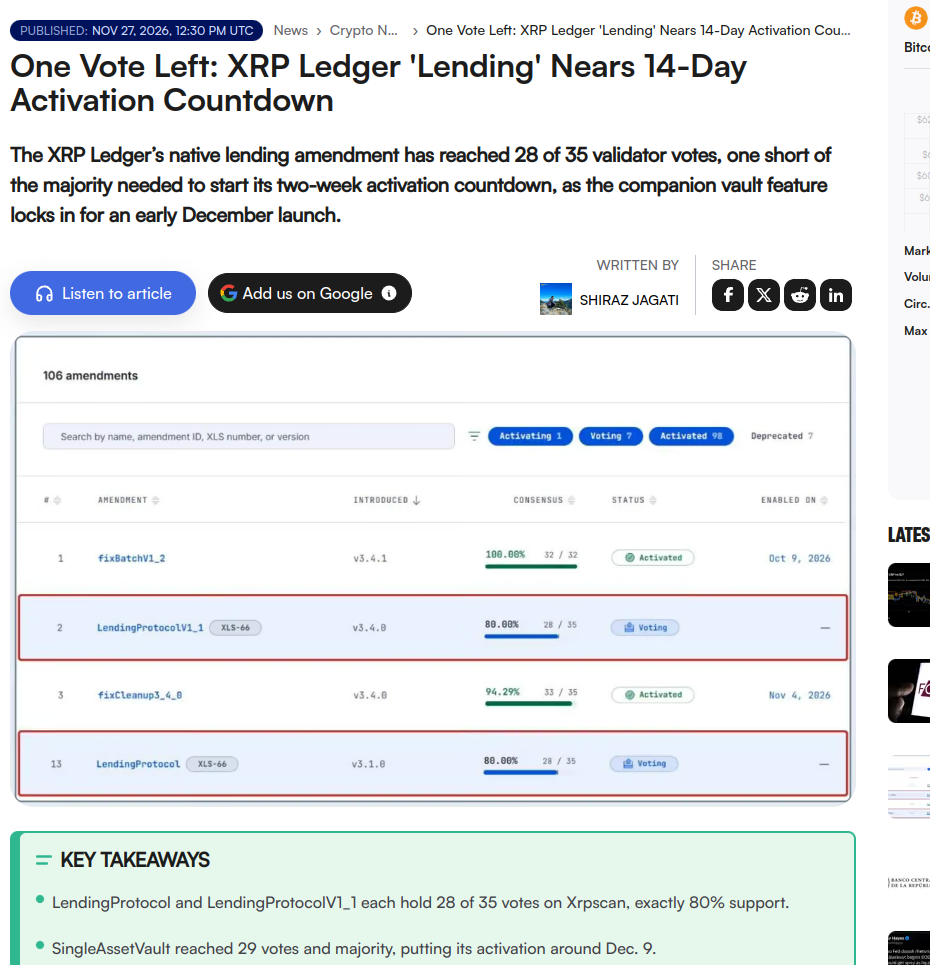 PUBLISHED: NOV 27, 2026, 12:30 PM UTC News › Crypto N... › One Vote Left: XRP Ledger 'Lending' Nears 14-Day Activation Cou...
One Vote Left: XRP Ledger 'Lending' Nears 14-Day
Activation Countdown
The XRP Ledger’s native lending amendment has reached 28 of 35 validator votes, one short of
the majority needed to start its two-week activation countdown, as the companion vault feature
locks in for an early December launch.
Listen to article
Add us on Google
WRITTEN BY
SHIRAZ JAGATI
SHARE
106 amendments
Search by name, amendment ID, XLS number, or version
Activating 1 Voting 7 Activated 98 Deprecated 7
# AMENDMENT INTRODUCED CONSENSUS STATUS ENABLED ON
1 fixBatchV1_2 v3.4.1 100.00% 32 / 32 Activated Oct 9, 2026
2 LendingProtocolV1_1 XLS-66 v3.4.0 80.00% 28 / 35 Voting —
3 fixCleanup3_4_0 v3.4.0 94.29% 33 / 35 Activated Nov 4, 2026
13 LendingProtocol XLS-66 v3.1.0 80.00% 28 / 35 Voting —
KEY TAKEAWAYS
LendingProtocol and LendingProtocolV1_1 each hold 28 of 35 votes on Xrpscan, exactly 80% support.
SingleAssetVault reached 29 votes and majority, putting its activation around Dec. 9.
Bitc
Mark
Volu
Circ.
Max
LATES
BANCO CENTR
DE LA REPÚBL